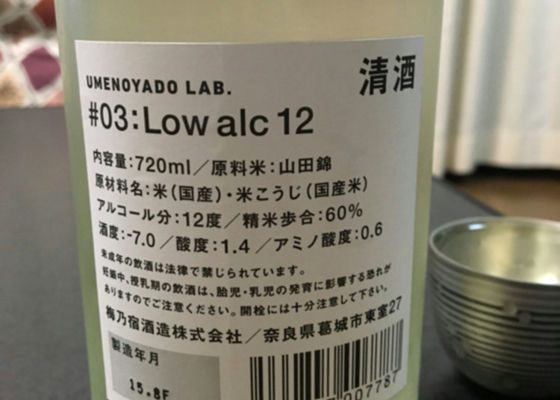 UMENOYADO LAB.
清酒
#03:Low alc 12
内容量:720ml/原料米:山田錦
原材料名:米(国産)・米こうじ(国産米)
アルコール分:12度/精米歩合:60%
酒度:-7.0/酸度:1.4/アミノ酸度:0.6
未成年の飲酒は法律で禁じられています。
妊娠中、授乳期の飲酒は、胎児・乳児の発育に影響する恐れが
ありますのでご注意ください。開栓には十分注意して下さい。
梅乃宿酒造株式会社/奈良県葛城市東室27
製造年月
15.8F
007787